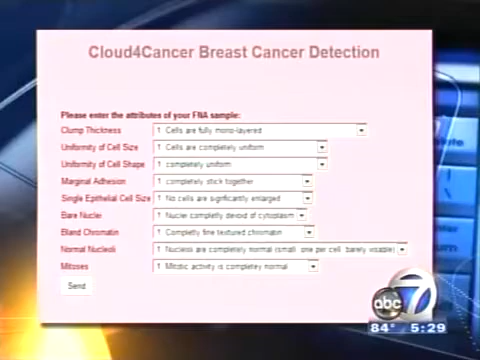 Cloud4Cancer Breast Cancer Detection
Please enter the attributes of your FNA sample:
Clump Thickness 1 Cells are fully mono-layered
Uniformity of Cell Size 1 Cells are completely uniform
Uniformity of Cell Shape 1 completely uniform
Marginal Adhesion 1 completely stick together
Single Epithelial Cell Size 1 No cells are significantly enlarged
Bare Nuclei 1 Nuclei completly devoid of cytoplasm
Bland Chromatin 1 Completly fine textured chromatin
Normal Nucleoli 1 Nucleoli are completely normal (small, one per cell, barely visable)
Mitoses 1 Mitotic activity is completey normal
Send
abc 7
84° 5:29